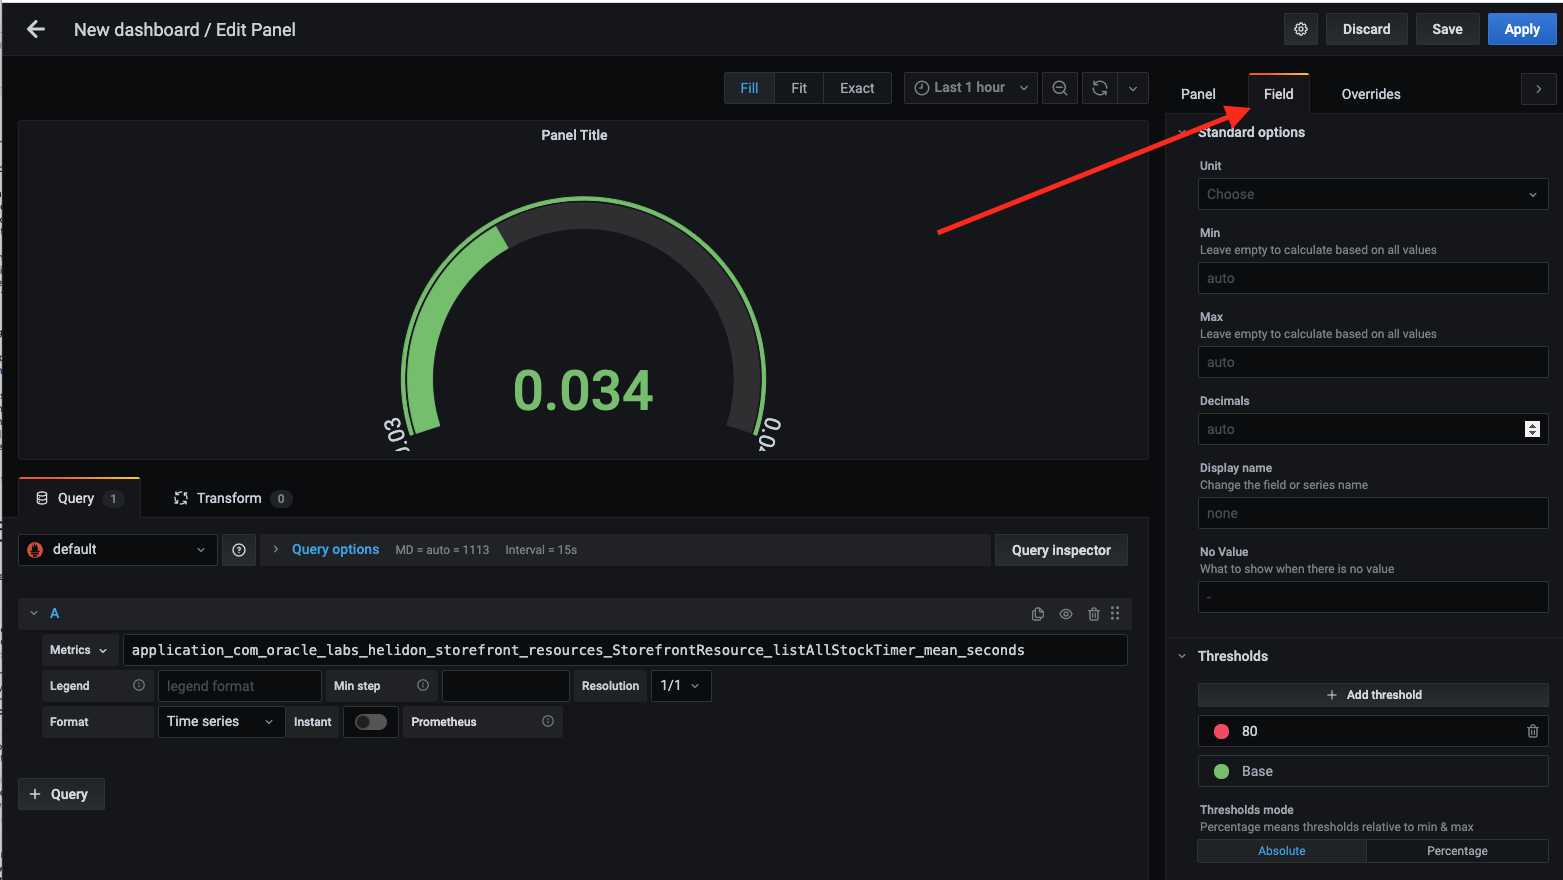 New dashboard / Edit Panel
Discard
Save
Apply
Fill
Fit
Exact
Last 1 hour
Panel
Field
Overrides
Panel Title
0.034
0.03
Standard options
Unit
Choose
Min
Leave empty to calculate based on all values
auto
Max
Leave empty to calculate based on all values
auto
Decimals
auto
Display name
Change the field or series name
none
No Value
What to show when there is no value
-
Thresholds
+ Add threshold
80
Base
Thresholds mode
Percentage means thresholds relative to min & max
Absolute
Percentage
Query 1
Transform 0
default
Query options MD = auto = 1113 Interval = 15s
Query inspector
A
Metrics
application_com_oracle_labs_helidon_storefront_resources_StorefrontResource_listAllStockTimer_mean_seconds
Legend
legend format
Min step
Resolution
1/1
Format
Time series
Instant
Prometheus
+ Query